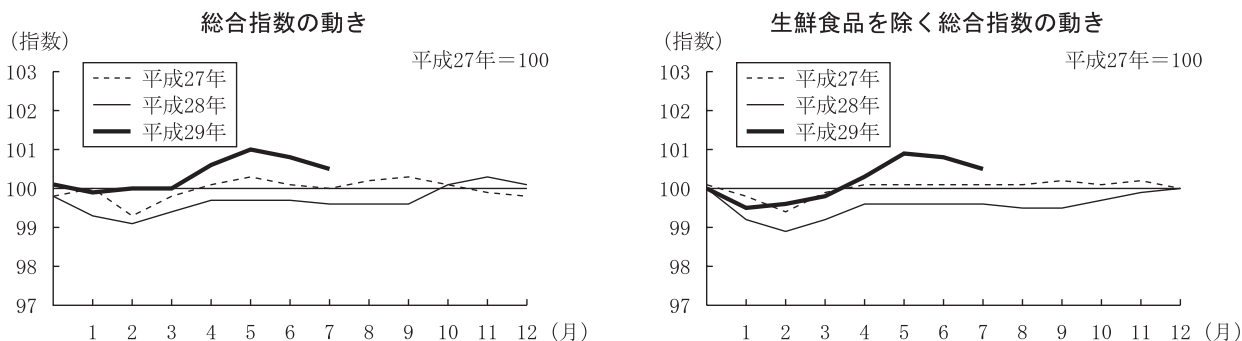 総合指数の動き
(指数)
平成27年＝100
103
102
101
100
99
98
97
平成27年
平成28年
平成29年
1 2 3 4 5 6 7 8 9 10 11 12 (月)
生鮮食品を除く総合指数の動き
(指数)
平成27年＝100
103
102
101
100
99
98
97
平成27年
平成28年
平成29年
1 2 3 4 5 6 7 8 9 10 11 12 (月)